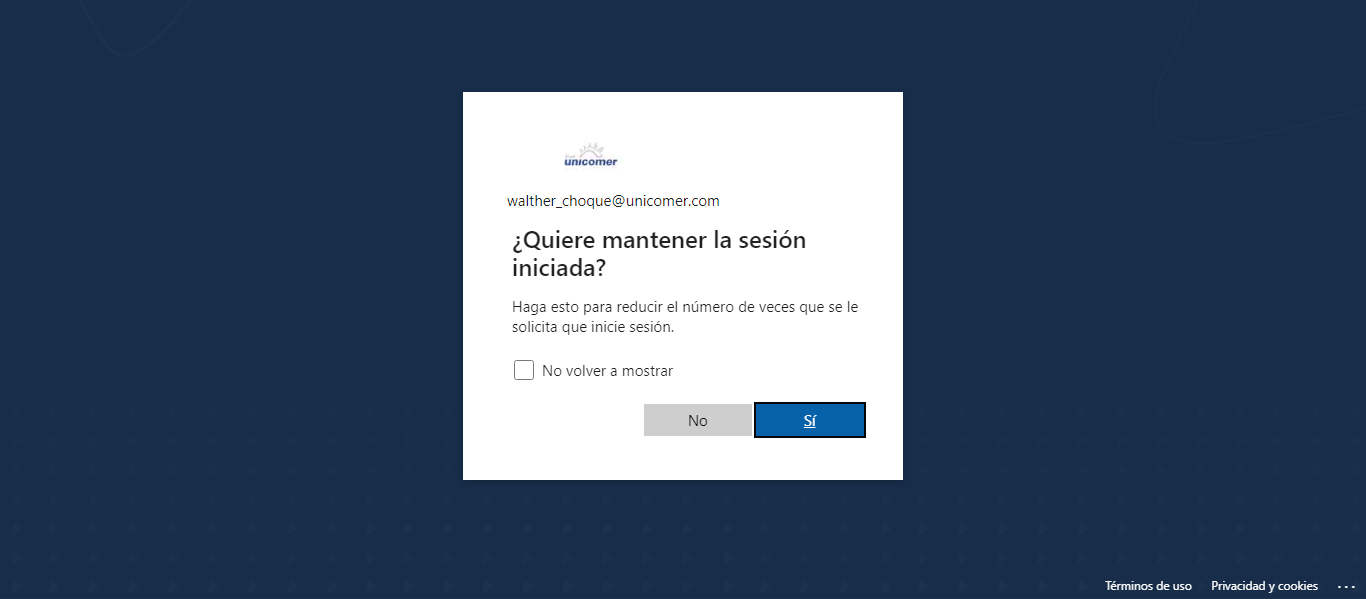 unicomer
walther_choque@unicomer.com
¿Quiere mantener la sesión
iniciada?
Haga esto para reducir el número de veces que se le
solicita que inicie sesión.
No volver a mostrar
No
Sí
Términos de uso
Privacidad y cookies
...